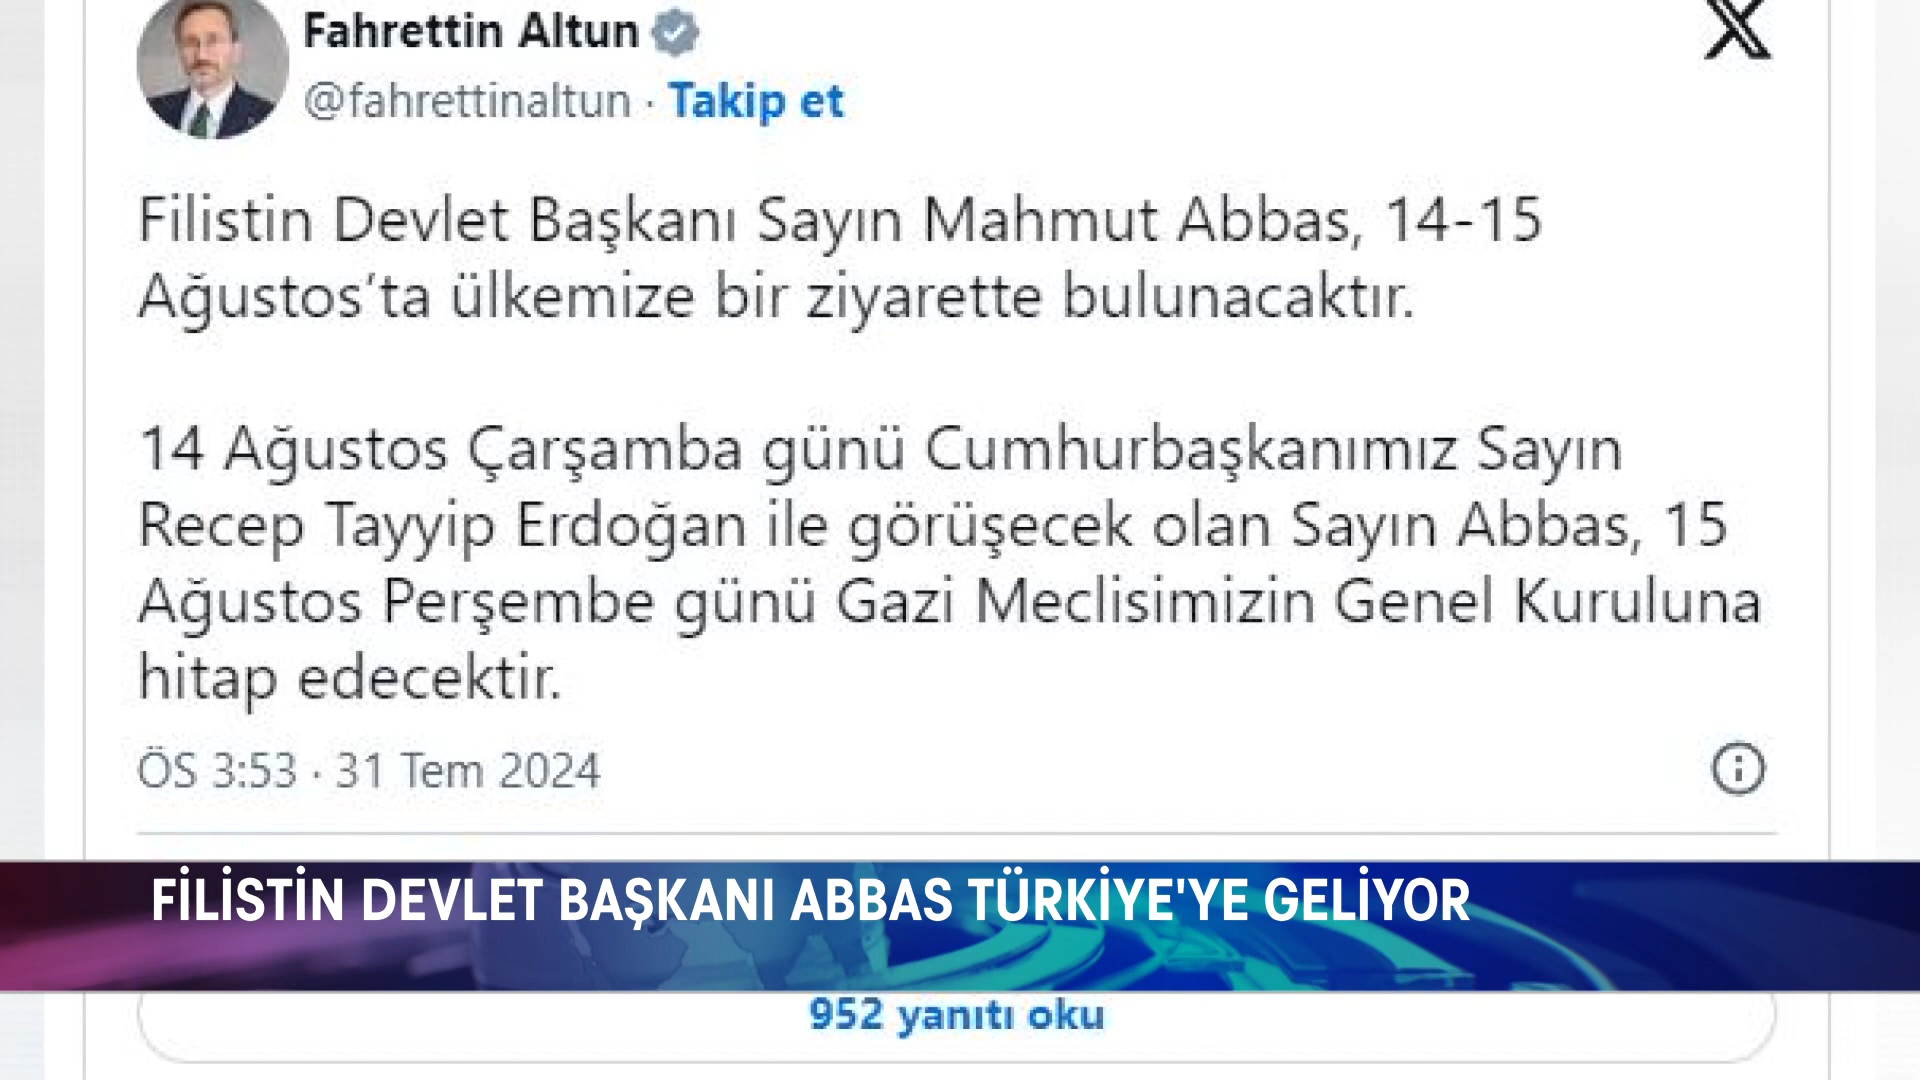 Fahrettin Altun
@fahrettinaltun · Takip et
Filistin Devlet Başkanı Sayın Mahmut Abbas, 14-15
Ağustos’ta ülkemize bir ziyarette bulunacaktır.
14 Ağustos Çarşamba günü Cumhurbaşkanımız Sayın
Recep Tayyip Erdoğan ile görüşecek olan Sayın Abbas, 15
Ağustos Perşembe günü Gazi Meclisimizin Genel Kuruluna
hitap edecektir.
ÖS 3:53 · 31 Tem 2024
FİLİSTİN DEVLET BAŞKANI ABBAS TÜRKİYE'YE GELİYOR
952 yanıtı oku